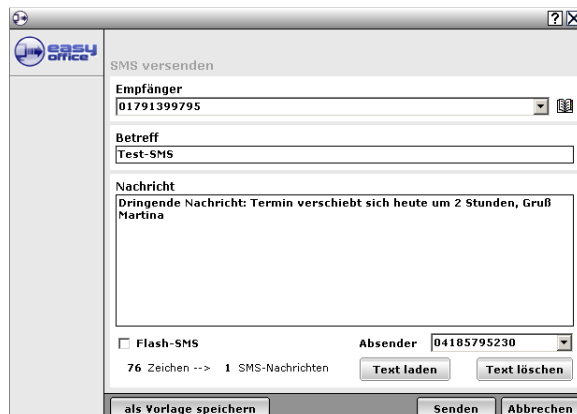 easy
office
SMS versenden
Empfänger
01791399795
Betreff
Test-SMS
Nachricht
Dringende Nachricht: Termin verschiebt sich heute um 2 Stunden, Gruß
Martina
Flash-SMS
Absender 04185795230
76 Zeichen --> 1 SMS-Nachrichten
Text laden Text löschen
als Vorlage speichern Senden Abbrechen